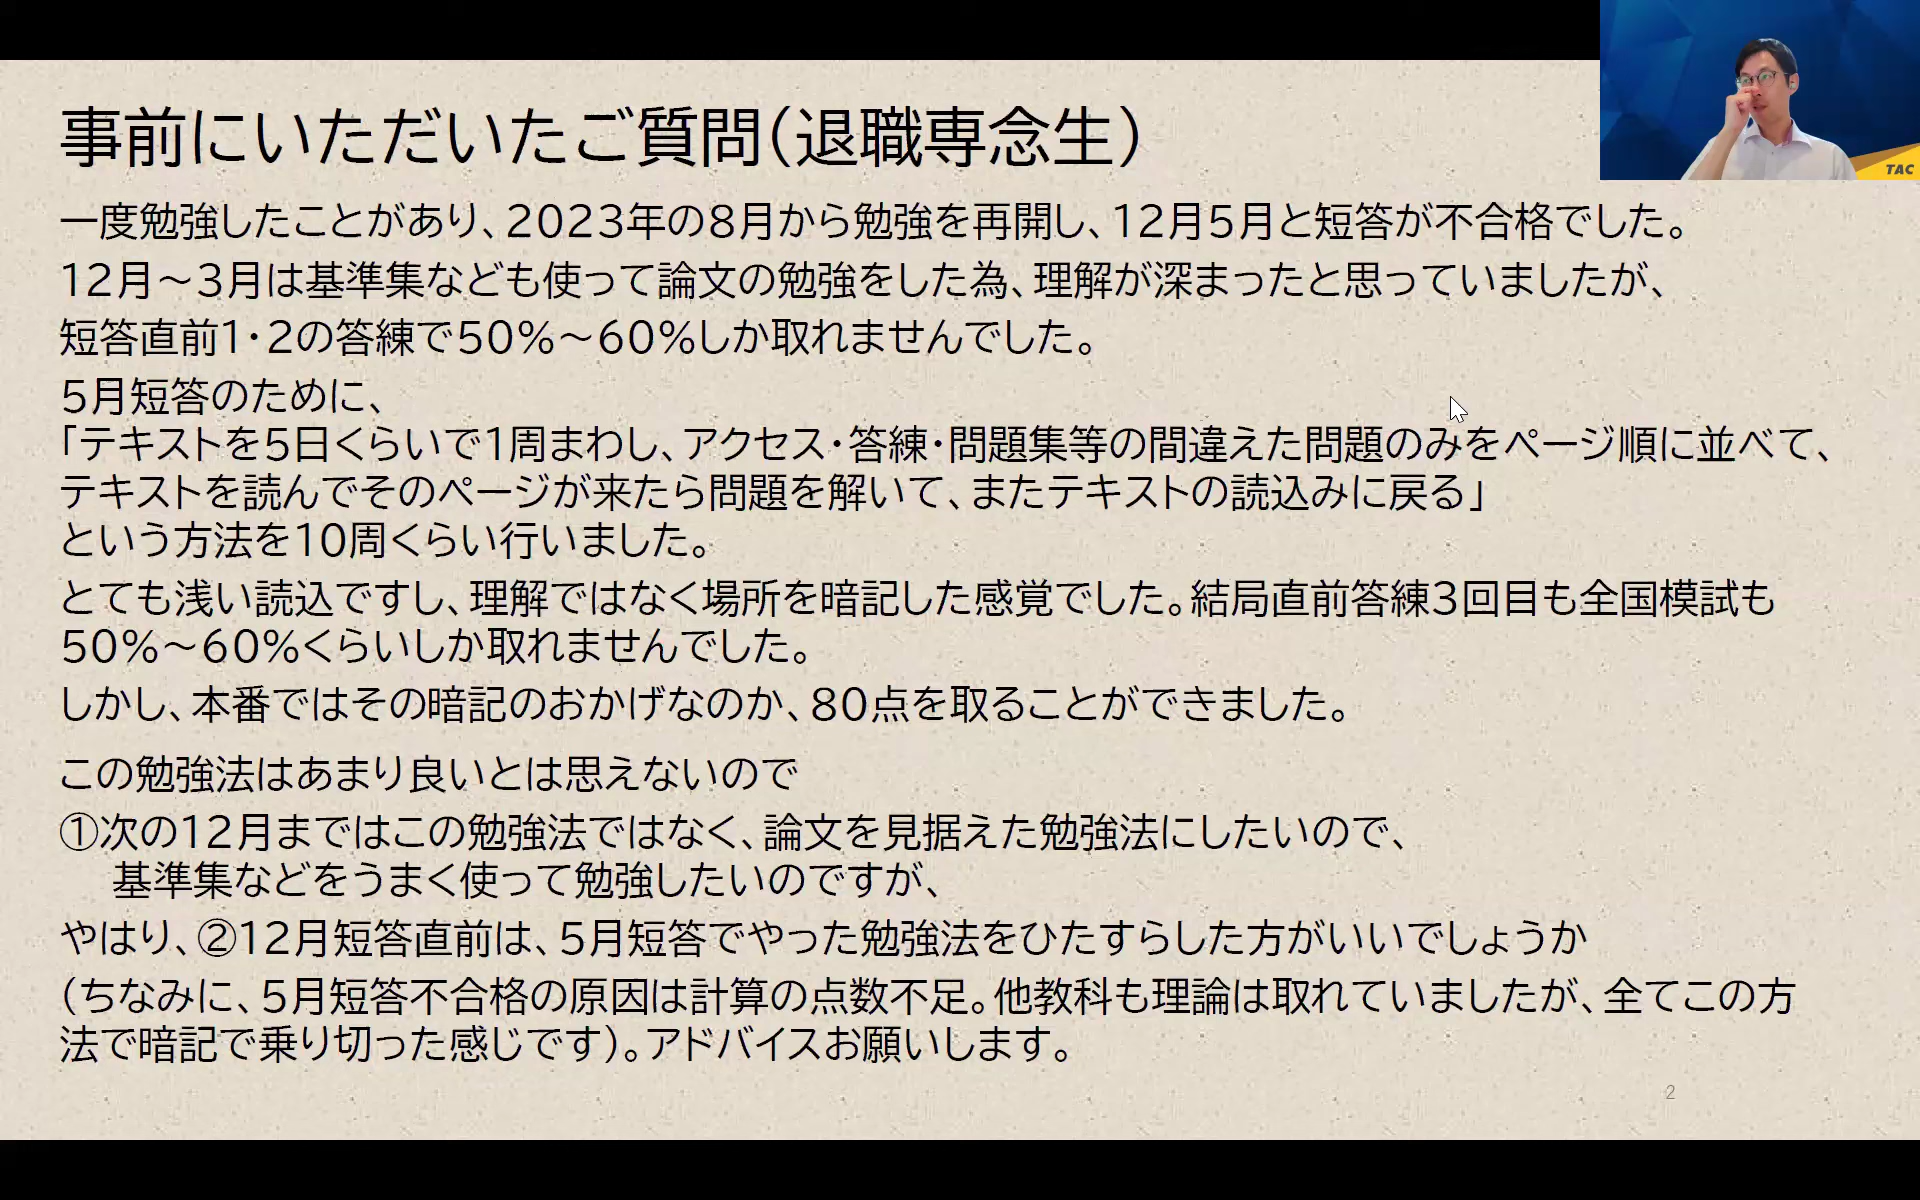 事前にいただいたご質問(退職専念生)
TAC
一度勉強したことがあり、2023年の8月から勉強を再開し、12月5月と短答が不合格でした。
12月～3月は基準集なども使って論文の勉強をした為、理解が深まったと思っていましたが、
短答直前1・2の答練で50%～60%しか取れませんでした。
5月短答のために、
「テキストを5日くらいで1周まわし、アクセス・答練・問題集等の間違えた問題のみをページ順に並べて、
テキストを読んでそのページが来たら問題を解いて、またテキストの読込みに戻る」
という方法を10周くらい行いました。
とても浅い読込ですし、理解ではなく場所を暗記した感覚でした。結局直前答練3回目も全国模試も
50%～60%くらいしか取れませんでした。
しかし、本番ではその暗記のおかげなのか、80点を取ることができました。
この勉強法はあまり良いとは思えないので
①次の12月まではこの勉強法ではなく、論文を見据えた勉強法にしたいので、
基準集などをうまく使って勉強したいのですが、
やはり、②12月短答直前は、5月短答でやった勉強法をひたすらした方がいいでしょうか
(ちなみに、5月短答不合格の原因は計算の点数不足。他教科も理論は取れていましたが、全てこの方
法で暗記で乗り切った感じです)。アドバイスお願いします。
2